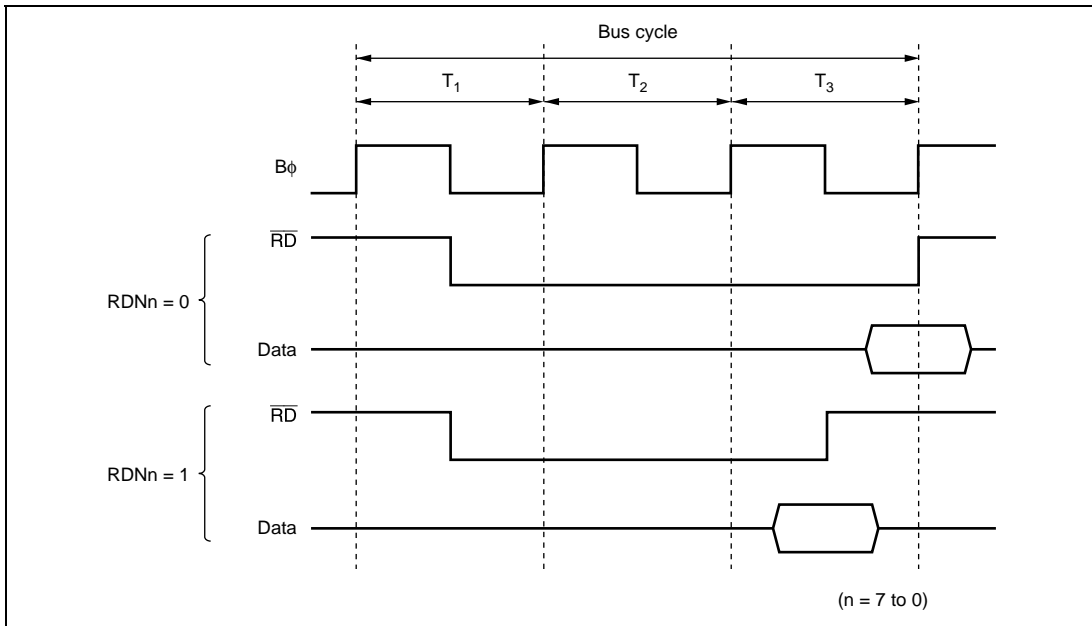 Bus cycle
T1 T2 T3
Bϕ
RD
RDNn = 0
Data
RD
RDNn = 1
Data
(n = 7 to 0)